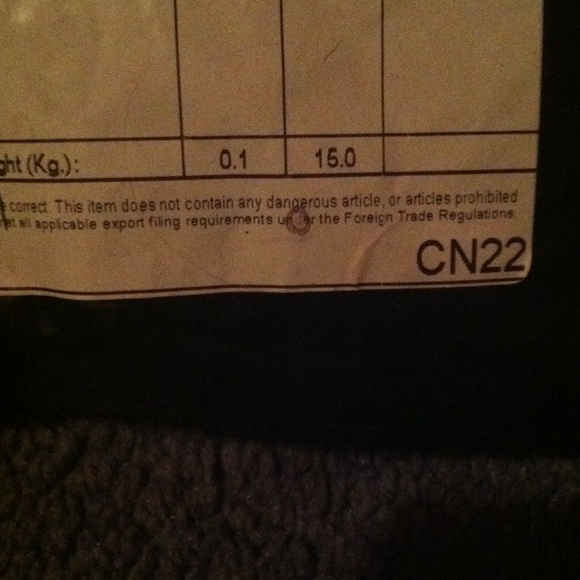 ght (Kg.): 0.1 15.0
correct. This item does not contain any dangerous article, or articles prohibited
et all applicable export filing requirements under the Foreign Trade Regulations.
CN22